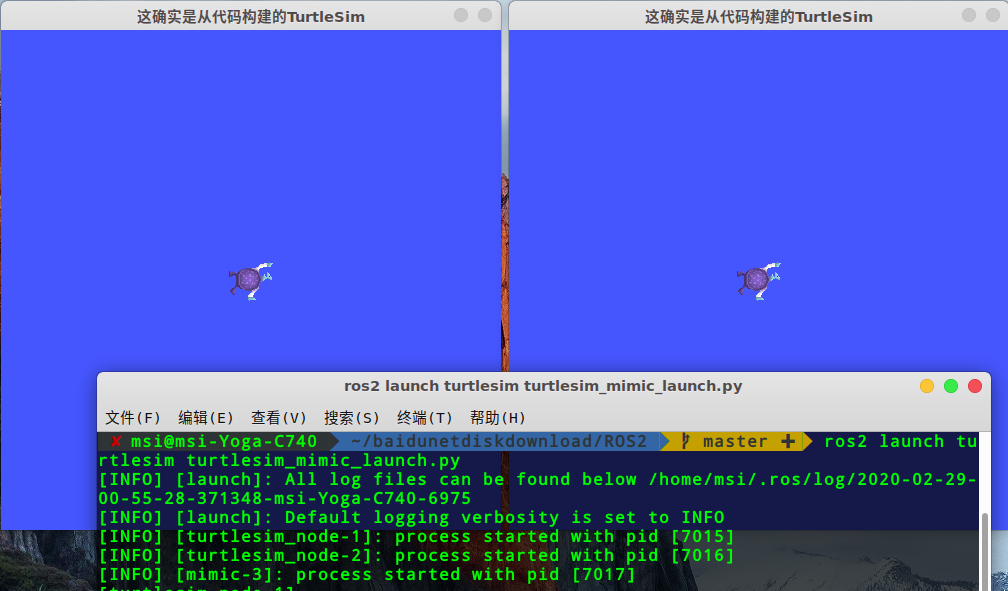 这确实是从代码构建的TurtleSim
这确实是从代码构建的TurtleSim
ros2 launch turtlesim turtlesim_mimic_launch.py
文件(F) 编辑(E) 查看(V) 搜索(S) 终端(T) 帮助(H)
✘ msi@msi-Yoga-C740 ~/baidunetdiskdownload/ROS2 master ✚ ros2 launch tu
rtlesim turtlesim_mimic_launch.py
[INFO] [launch]: All log files can be found below /home/msi/.ros/log/2020-02-29-
00-55-28-371348-msi-Yoga-C740-6975
[INFO] [launch]: Default logging verbosity is set to INFO
[INFO] [turtlesim_node-1]: process started with pid [7015]
[INFO] [turtlesim_node-2]: process started with pid [7016]
[INFO] [mimic-3]: process started with pid [7017]
[turtlesim_node-1]